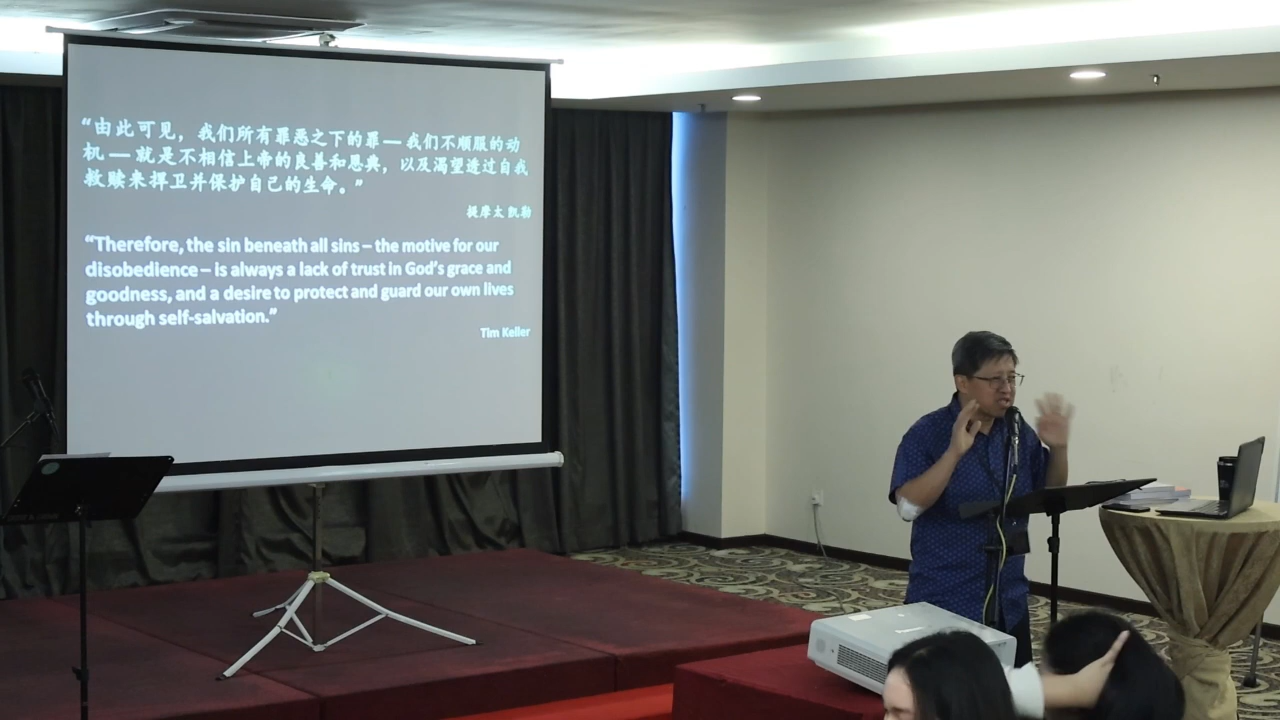 “由此可见，我们所有罪恶之下的罪 — 我们不顺服的动
机 — 就是不相信上帝的良善和恩典，以及渴望透过自我
救赎来捍卫并保护自己的生命。”
提摩太凯勒
“Therefore, the sin beneath all sins – the motive for our
disobedience – is always a lack of trust in God’s grace and
goodness, and a desire to protect and guard our own lives
through self-salvation.”
Tim Keller